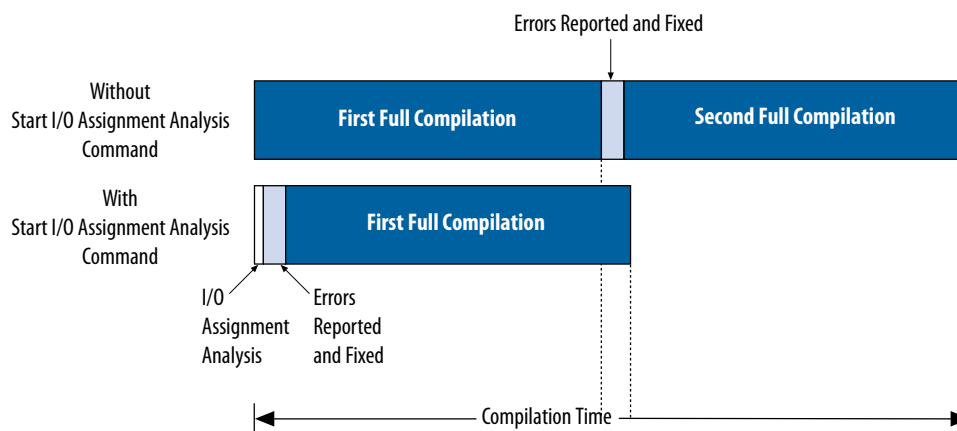 Errors Reported and Fixed
Without
Start I/O Assignment Analysis
Command
First Full Compilation
Second Full Compilation
With
Start I/O Assignment Analysis
Command
First Full Compilation
I/O
Assignment
Analysis
Errors
Reported
and Fixed
Compilation Time